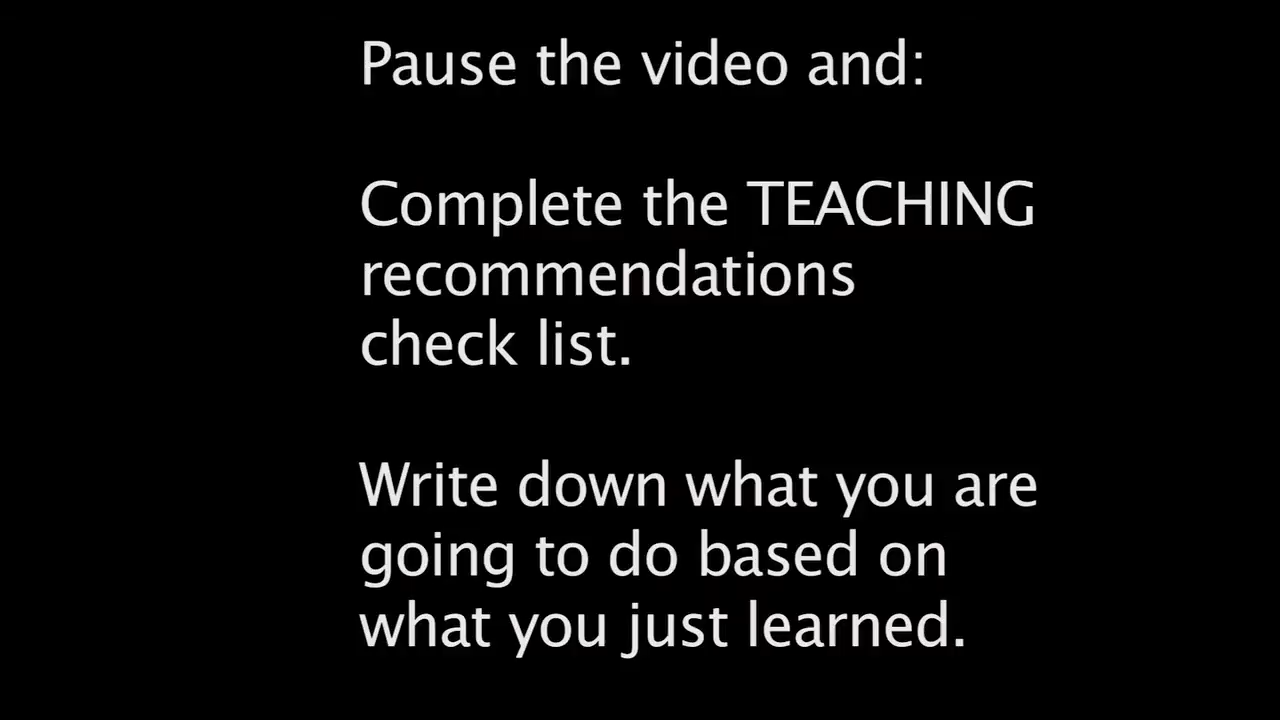 Pause the video and:
Complete the TEACHING
recommendations
check list.
Write down what you are
going to do based on
what you just learned.